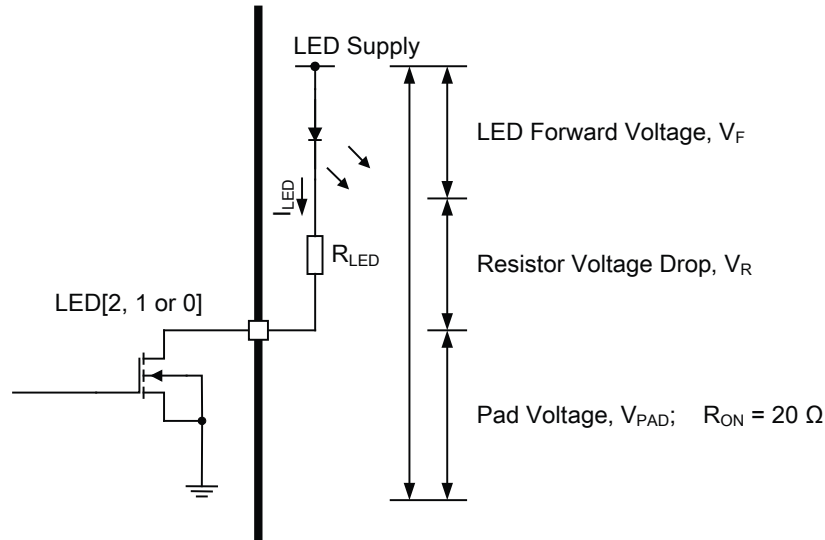 LED Supply
LED Forward Voltage, VF
ILED
RLED
Resistor Voltage Drop, VR
LED[2, 1 or 0]
Pad Voltage, VPAD; RON = 20 Ω